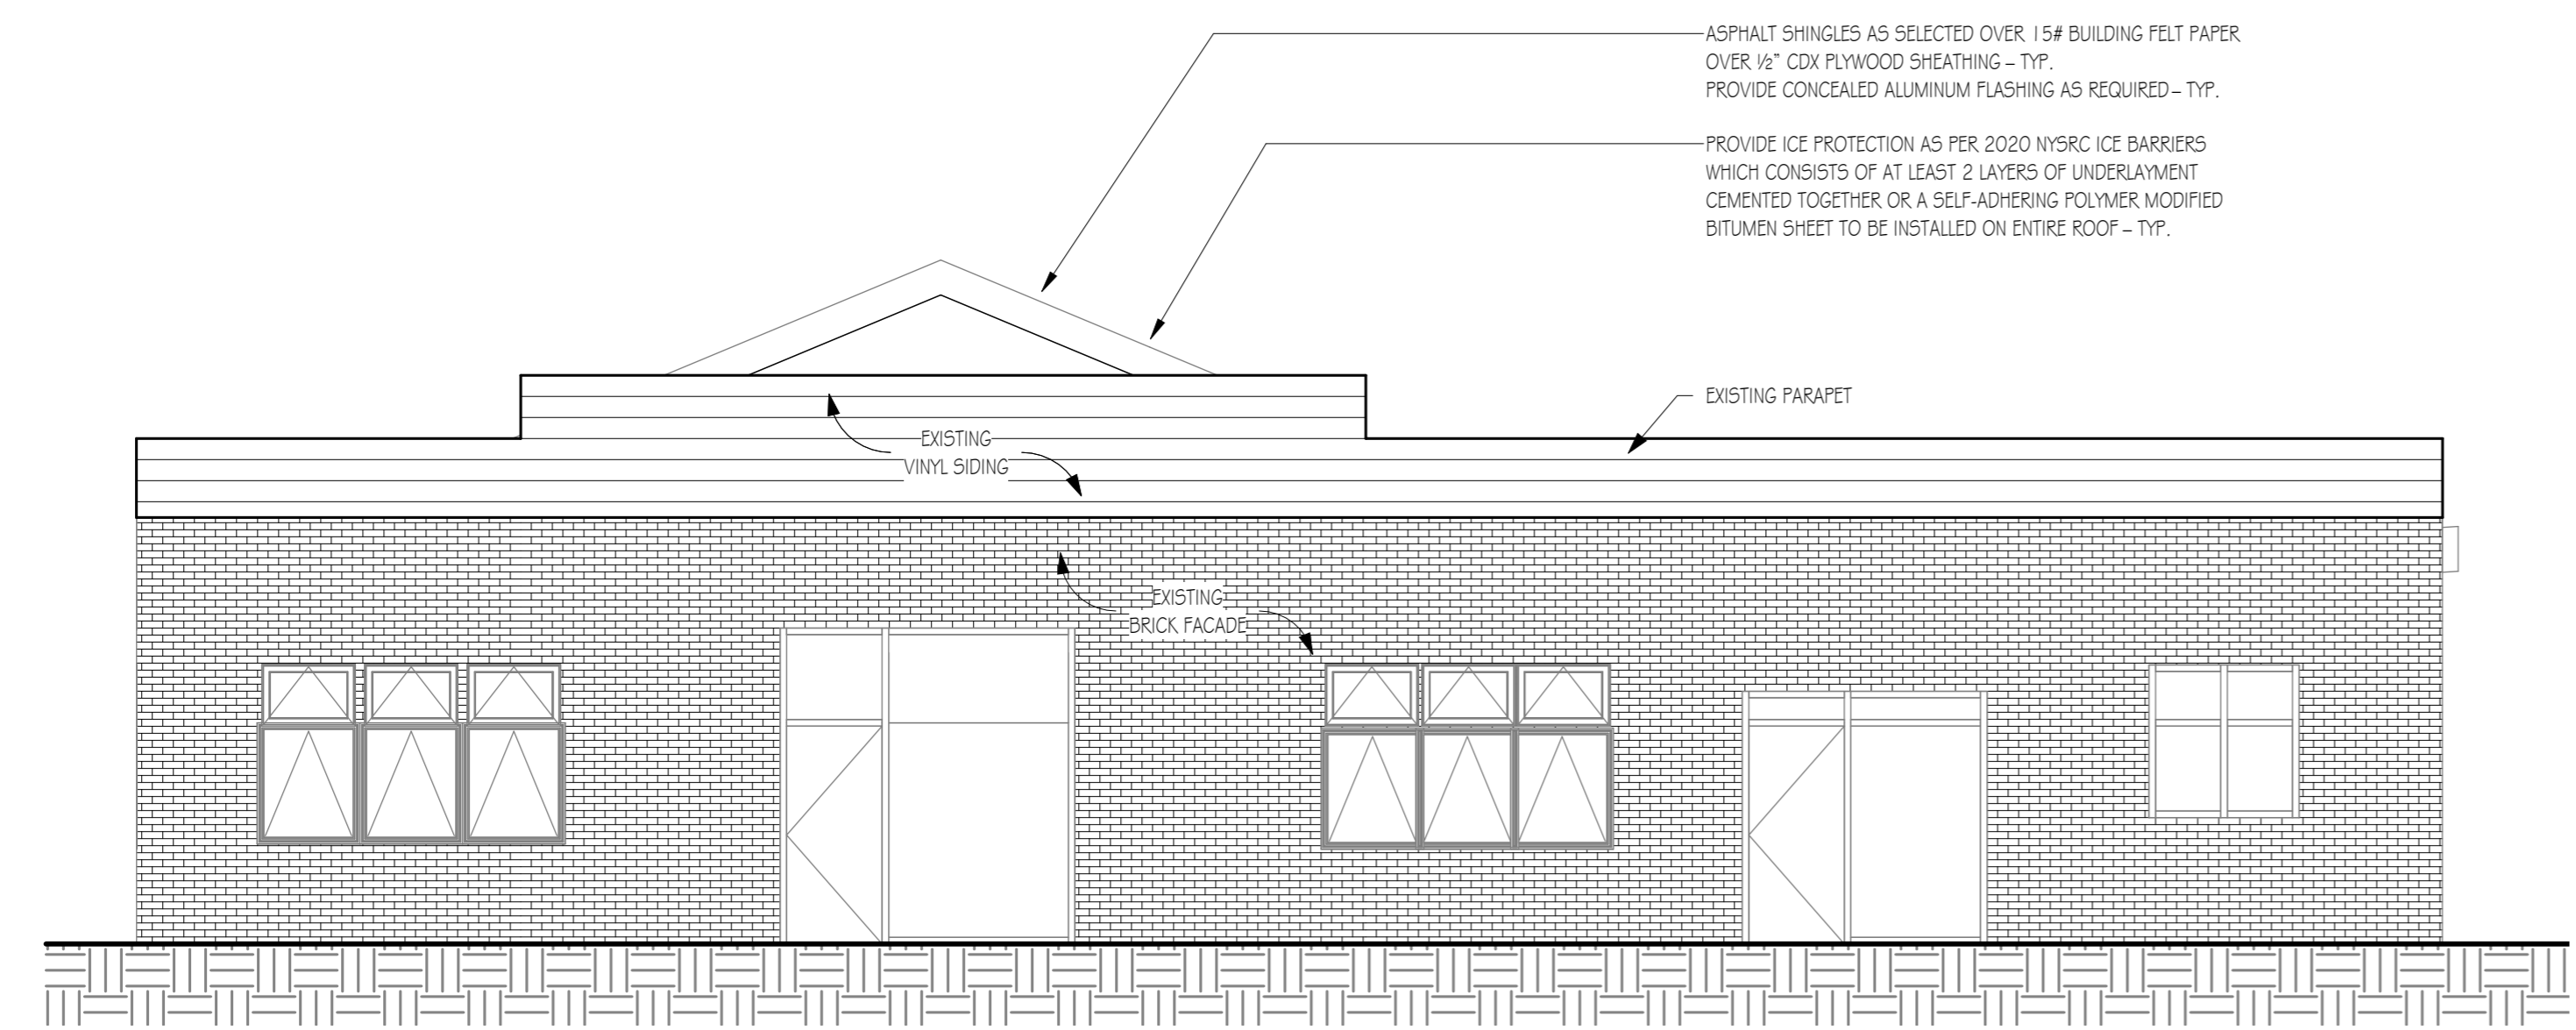 ASPHALT SHINGLES AS SELECTED OVER 15# BUILDING FELT PAPER
OVER ½" CDX PLYWOOD SHEATHING – TYP.
PROVIDE CONCEALED ALUMINUM FLASHING AS REQUIRED – TYP.
PROVIDE ICE PROTECTION AS PER 2020 NYSRC ICE BARRIERS
WHICH CONSISTS OF AT LEAST 2 LAYERS OF UNDERLAYMENT
CEMENTED TOGETHER OR A SELF-ADHERING POLYMER MODIFIED
BITUMEN SHEET TO BE INSTALLED ON ENTIRE ROOF – TYP.
EXISTING PARAPET
EXISTING
VINYL SIDING
EXISTING
BRICK FACADE